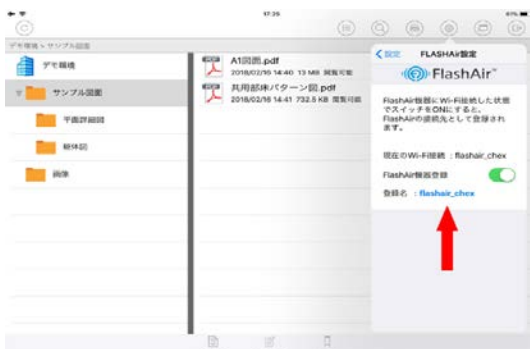 17:26
デモ環境 > サンプル図面
デモ環境
サンプル図面
平面詳細図
躯体図
画像
A1図面.pdf
2018/02/16 14:40 13 MB 閲覧可能
共用部床パターン図.pdf
2018/02/16 14:41 732.5 KB 閲覧可能
設定
FLASHAir設定
FlashAir™
FlashAir機器にWi-Fi接続した状態
でスイッチをONにすると、
FlashAirの接続先として登録され
ます。
現在のWi-Fi接続 : flashair_chex
FlashAir機器登録
登録名 : flashair_chex